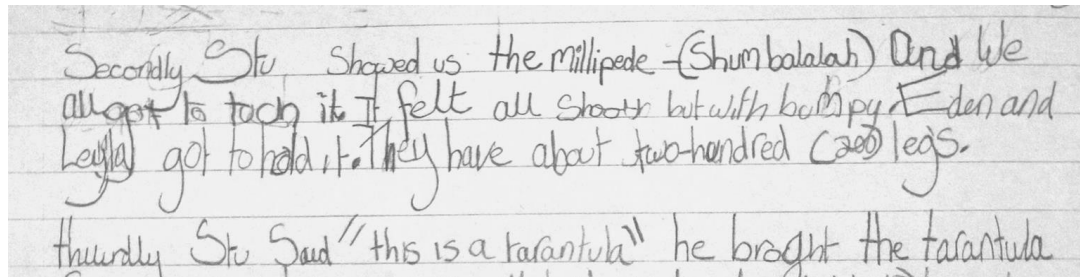 Secondly Stu Showed us the millipede - (Shumbalalah) And We
all got to toch it. It felt all Smooth but with bumpy. Eden and
Leyla got to hold it. They have about two-hundred (200) legs.
thuurdly Stu Said "this is a tarantula" he broght the tarantula